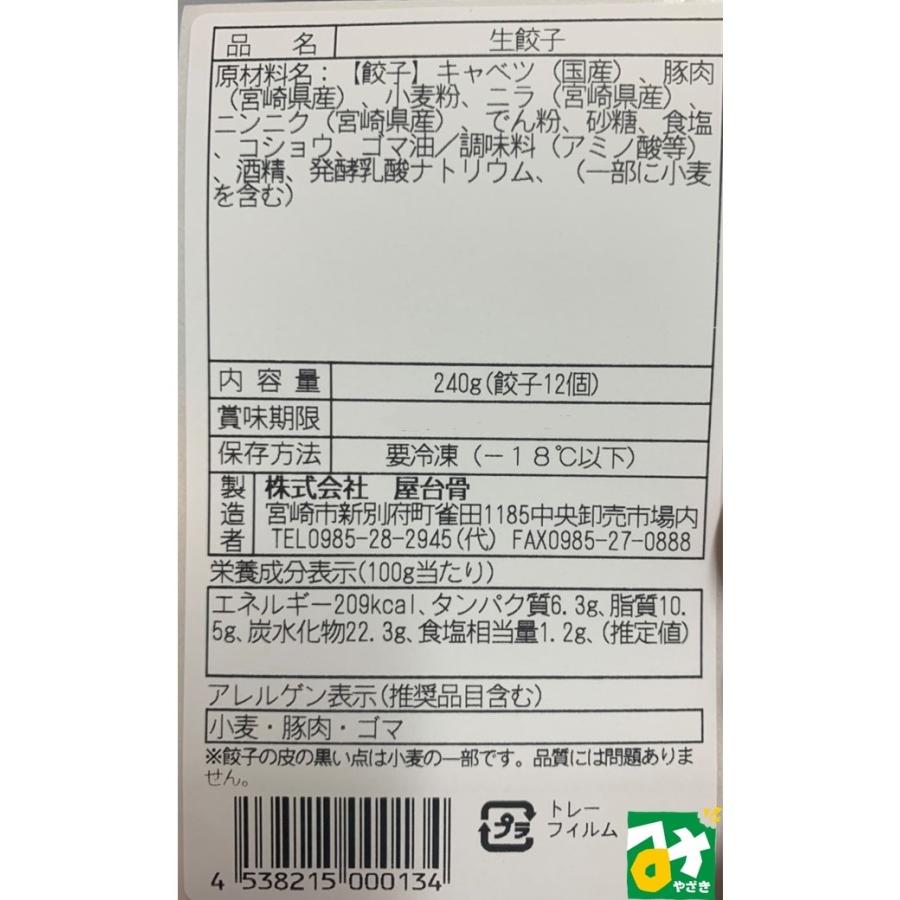 品名 生餃子
原材料名：【餃子】キャベツ（国産）、豚肉
（宮崎県産）、小麦粉、ニラ（宮崎県産）、
ニンニク（宮崎県産）、でん粉、砂糖、食塩
、コショウ、ゴマ油／調味料（アミノ酸等）
、酒精、発酵乳酸ナトリウム、（一部に小麦
を含む）
内容量 240g(餃子12個)
賞味期限
保存方法 要冷凍（－１８℃以下）
製造者 株式会社 屋台骨
宮崎市新別府町雀田1185中央卸売市場内
TEL0985-28-2945(代) FAX0985-27-0888
栄養成分表示(100g当たり)
エネルギー209kcal、タンパク質6.3g、脂質10.
5g、炭水化物22.3g、食塩相当量1.2g、(推定値)
アレルゲン表示(推奨品目含む)
小麦・豚肉・ゴマ
※餃子の皮の黒い点は小麦の一部です。品質には問題ありま
せん。
プラ
トレー
フィルム
4 538215 000134
みやざき